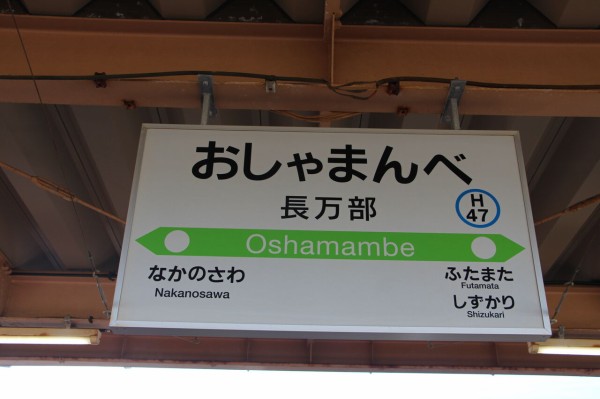 おしゃまんべ
長万部
H
47
Oshamambe
なかのさわ
Nakanosawa
ふたまた
Futamata
しずかり
Shizukari